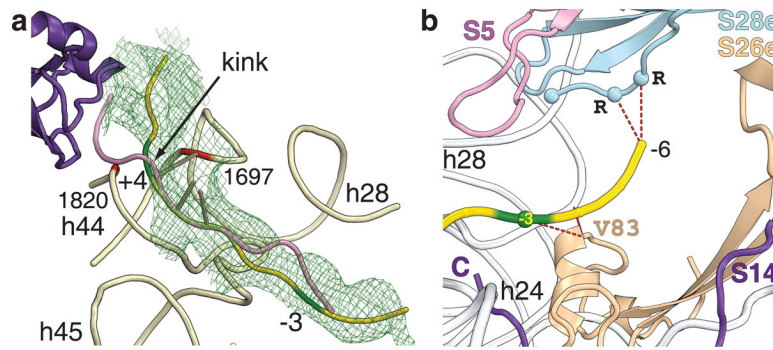 a
kink
+4
1820
1697
h44
h28
h45
-3
b
S5
S28e
S26e
R
R
h28
-6
-3
V83
C
h24
S14